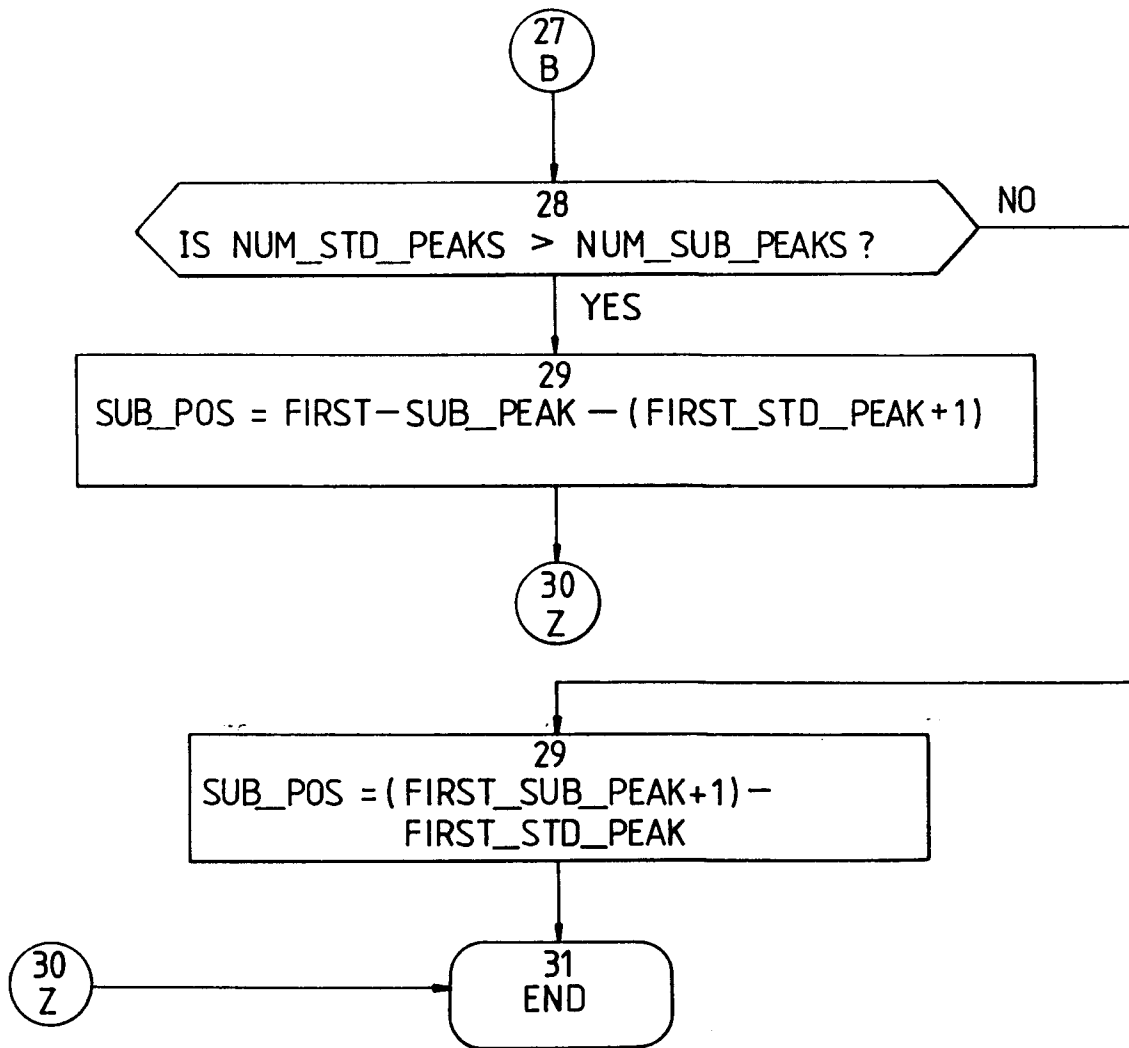 27
B
28
NO
IS NUM_STD_PEAKS > NUM_SUB_PEAKS?
YES
29
SUB_POS = FIRST-SUB_PEAK-(FIRST_STD_PEAK+1)
30
Z
29
SUB_POS =(FIRST_SUB_PEAK+1)-
FIRST_STD_PEAK
30
Z
31
END